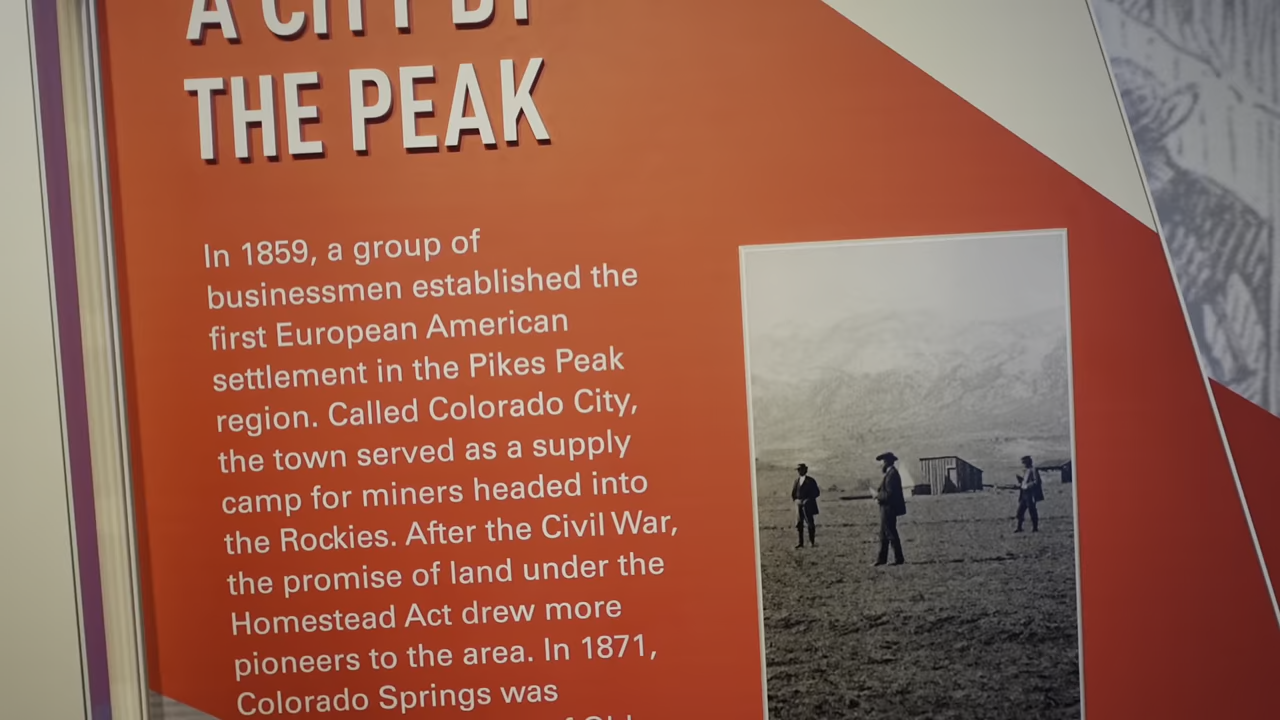 A CITY BY
THE PEAK
In 1859, a group of
businessmen established the
first European American
settlement in the Pikes Peak
region. Called Colorado City,
the town served as a supply
camp for miners headed into
the Rockies. After the Civil War,
the promise of land under the
Homestead Act drew more
pioneers to the area. In 1871,
Colorado Springs was